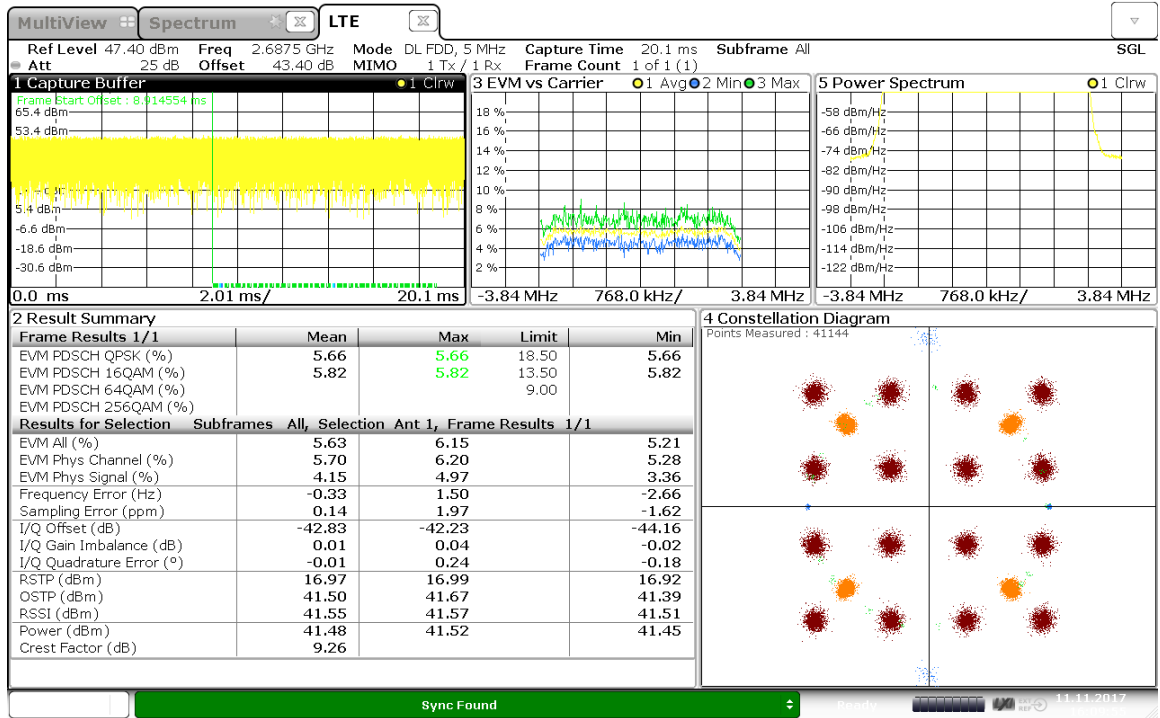 MultiView Spectrum LTE
Ref Level 47.40 dBm Freq 2.6875 GHz Mode DL FDD, 5 MHz Capture Time 20.1 ms Subframe All SGL
Att 25 dB Offset 43.40 dB MIMO 1 Tx / 1 Rx Frame Count 1 of 1 (1)
1 Capture Buffer 1 Clrw
Frame Start Offset : 8.914554 ms
65.4 dBm
53.4 dBm
5.4 dBm
-6.6 dBm
-18.6 dBm
-30.6 dBm
0.0 ms 2.01 ms/ 20.1 ms
3 EVM vs Carrier 1 Avg 2 Min 3 Max
18 %
16 %
14 %
12 %
10 %
8 %
6 %
4 %
2 %
-3.84 MHz 768.0 kHz/ 3.84 MHz
5 Power Spectrum 1 Clrw
-58 dBm/Hz
-66 dBm/Hz
-74 dBm/Hz
-82 dBm/Hz
-90 dBm/Hz
-98 dBm/Hz
-106 dBm/Hz
-114 dBm/Hz
-122 dBm/Hz
-3.84 MHz 768.0 kHz/ 3.84 MHz
2 Result Summary
Frame Results 1/1 Mean Max Limit Min
EVM PDSCH QPSK (%) 5.66 5.66 18.50 5.66
EVM PDSCH 16QAM (%) 5.82 5.82 13.50 5.82
EVM PDSCH 64QAM (%) 9.00
EVM PDSCH 256QAM (%)
Results for Selection Subframes All, Selection Ant 1, Frame Results 1/1
EVM All (%) 5.63 6.15 5.21
EVM Phys Channel (%) 5.70 6.20 5.28
EVM Phys Signal (%) 4.15 4.97 3.36
Frequency Error (Hz) -0.33 1.50 -2.66
Sampling Error (ppm) 0.14 1.97 -1.62
I/Q Offset (dB) -42.83 -42.23 -44.16
I/Q Gain Imbalance (dB) 0.01 0.04 -0.02
I/Q Quadrature Error (°) -0.01 0.24 -0.18
RSTP (dBm) 16.97 16.99 16.92
OSTP (dBm) 41.50 41.67 41.39
RSSI (dBm) 41.55 41.57 41.51
Power (dBm) 41.48 41.52 41.45
Crest Factor (dB) 9.26
4 Constellation Diagram
Points Measured : 41144
Sync Found
Ready
11.11.2017